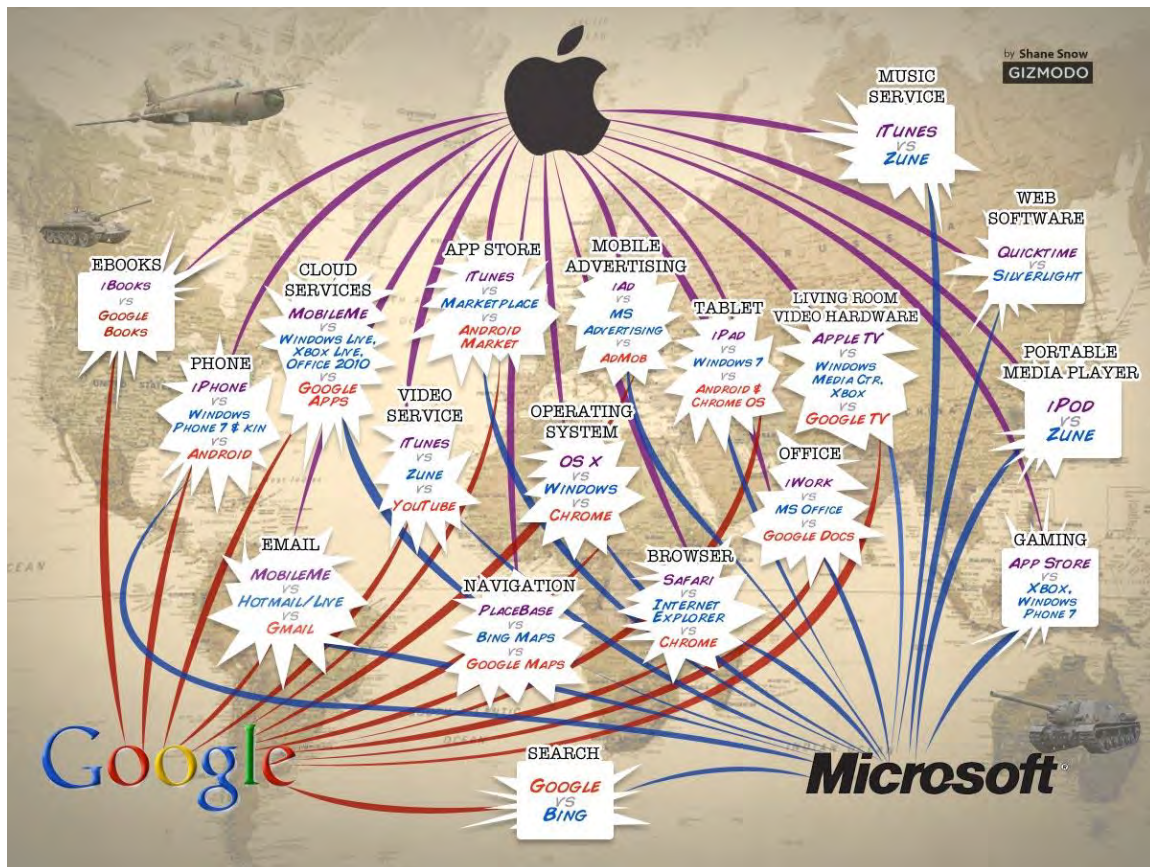 by Shane Snow
GIZMODO
MUSIC
SERVICE
iTUNES
VS
ZUNE
WEB
SOFTWARE
QUICKTIME
VS
SILVERLIGHT
EBOOKS
iBOOKS
VS
GOOGLE
BOOKS
CLOUD
SERVICES
MOBILEME
VS
WINDOWS LIVE,
XBOX LIVE,
OFFICE 2010
VS
GOOGLE
APPS
APP STORE
iTUNES
VS
MARKETPLACE
VS
ANDROID
MARKET
MOBILE
ADVERTISING
iAD
VS
MS
ADVERTISING
VS
ADMOB
TABLET
iPAD
VS
WINDOWS 7
VS
ANDROID &
CHROME OS
LIVING ROOM
VIDEO HARDWARE
APPLE TV
VS
WINDOWS
MEDIA CTR,
XBOX
VS
GOOGLE TV
PORTABLE
MEDIA PLAYER
iPOD
VS
ZUNE
PHONE
iPHONE
VS
WINDOWS
PHONE 7 & KIN
VS
ANDROID
VIDEO
SERVICE
iTUNES
VS
ZUNE
VS
YOUTUBE
OPERATING
SYSTEM
OS X
VS
WINDOWS
VS
CHROME
OFFICE
iWORK
VS
MS OFFICE
VS
GOOGLE DOCS
EMAIL
MOBILEME
VS
HOTMAIL/LIVE
VS
GMAIL
NAVIGATION
PLACEBASE
VS
BING MAPS
VS
GOOGLE MAPS
BROWSER
SAFARI
VS
INTERNET
EXPLORER
VS
CHROME
GAMING
APP STORE
VS
XBOX,
WINDOWS
PHONE 7
Google
SEARCH
GOOGLE
VS
BING
Microsoft®